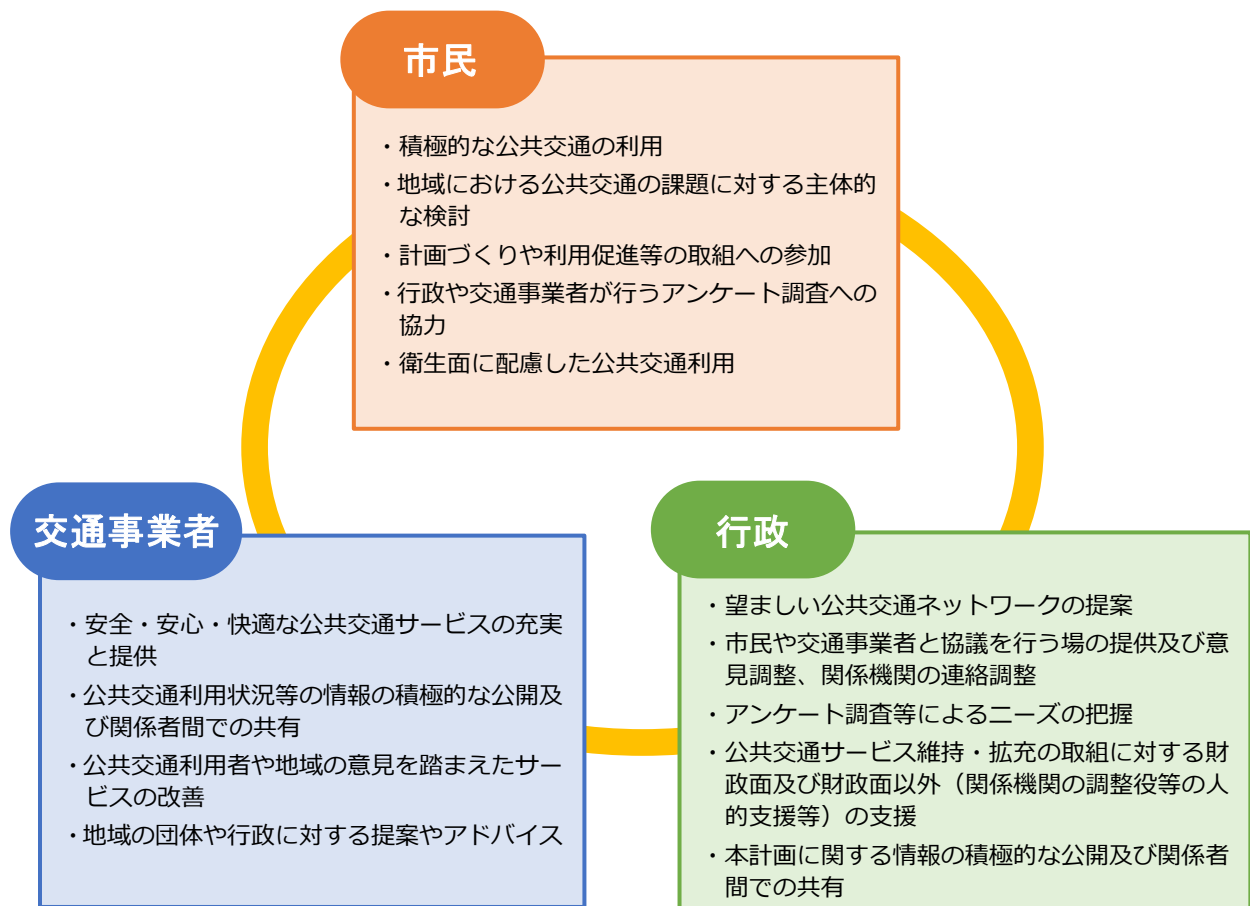 市民
・積極的な公共交通の利用
・地域における公共交通の課題に対する主体的
な検討
・計画づくりや利用促進等の取組への参加
・行政や交通事業者が行うアンケート調査への
協力
・衛生面に配慮した公共交通利用
交通事業者
・安全・安心・快適な公共交通サービスの充実
と提供
・公共交通利用状況等の情報の積極的な公開及
び関係者間での共有
・公共交通利用者や地域の意見を踏まえたサー
ビスの改善
・地域の団体や行政に対する提案やアドバイス
行政
・望ましい公共交通ネットワークの提案
・市民や交通事業者と協議を行う場の提供及び意
見調整、関係機関の連絡調整
・アンケート調査等によるニーズの把握
・公共交通サービス維持・拡充の取組に対する財
政面及び財政面以外（関係機関の調整役等の人
的支援等）の支援
・本計画に関する情報の積極的な公開及び関係者
間での共有